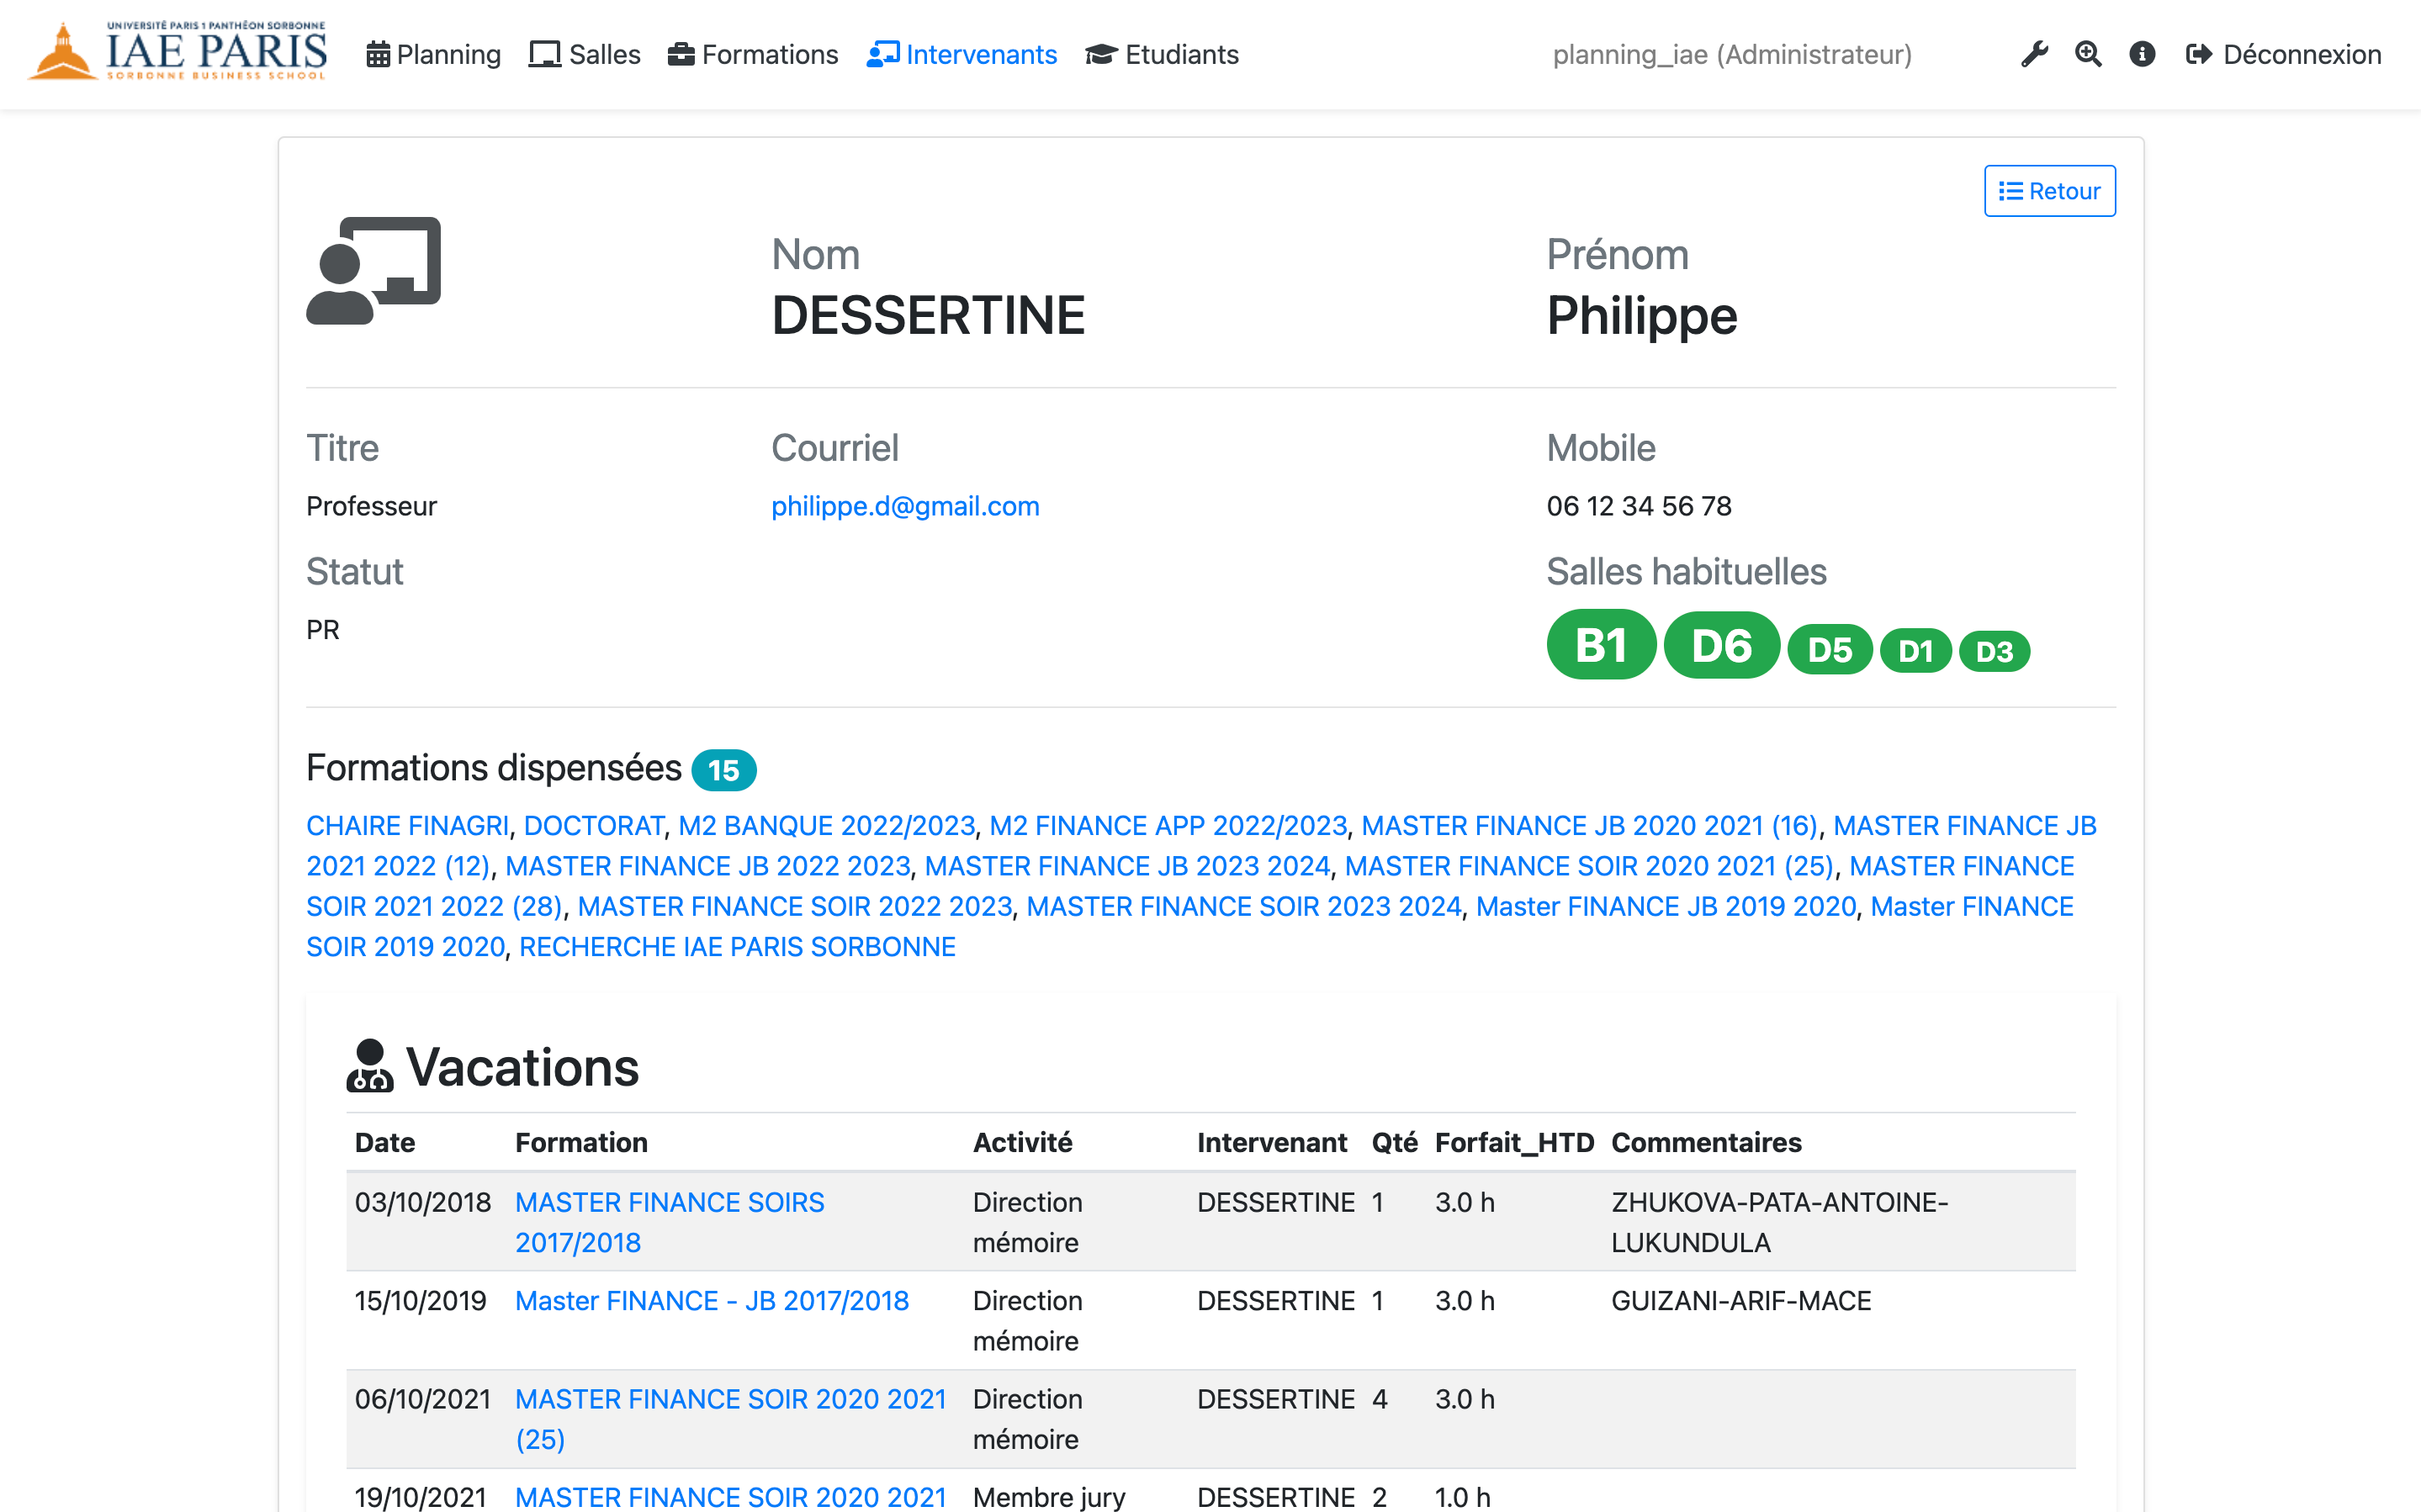 UNIVERSITÉ PARIS 1 PANTHÉON SORBONNE
IAE PARIS
SORBONNE BUSINESS SCHOOL
Planning Salles Formations Intervenants Etudiants planning_iae (Administrateur) Déconnexion
Retour
Nom Prénom
DESSERTINE Philippe
Titre Courriel Mobile
Professeur philippe.d@gmail.com 06 12 34 56 78
Statut Salles habituelles
PR B1 D6 D5 D1 D3
Formations dispensées 15
CHAIRE FINAGRI, DOCTORAT, M2 BANQUE 2022/2023, M2 FINANCE APP 2022/2023, MASTER FINANCE JB 2020 2021 (16), MASTER FINANCE JB
2021 2022 (12), MASTER FINANCE JB 2022 2023, MASTER FINANCE JB 2023 2024, MASTER FINANCE SOIR 2020 2021 (25), MASTER FINANCE
SOIR 2021 2022 (28), MASTER FINANCE SOIR 2022 2023, MASTER FINANCE SOIR 2023 2024, Master FINANCE JB 2019 2020, Master FINANCE
SOIR 2019 2020, RECHERCHE IAE PARIS SORBONNE
Vacations
Date Formation Activité Intervenant Qté Forfait_HTD Commentaires
03/10/2018 MASTER FINANCE SOIRS Direction DESSERTINE 1 3.0 h ZHUKOVA-PATA-ANTOINE-
2017/2018 mémoire LUKUNDULA
15/10/2019 Master FINANCE - JB 2017/2018 Direction DESSERTINE 1 3.0 h GUIZANI-ARIF-MACE
mémoire
06/10/2021 MASTER FINANCE SOIR 2020 2021 Direction DESSERTINE 4 3.0 h
(25) mémoire
19/10/2021 MASTER FINANCE SOIR 2020 2021 Membre jury DESSERTINE 2 1.0 h